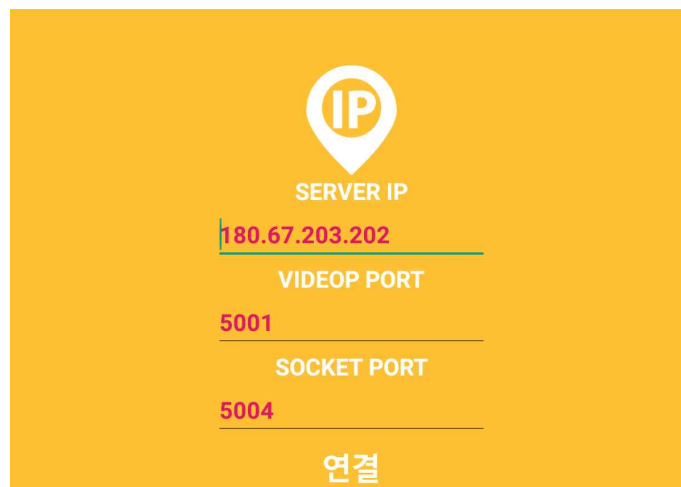 IP
SERVER IP
180.67.203.202
VIDEOP PORT
5001
SOCKET PORT
5004
연결